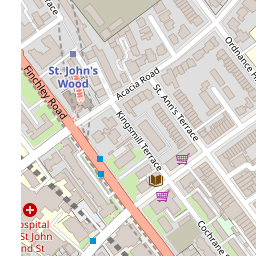 St. John's
Wood
Finchley Road
Acacia Road
Ordnance H
St. Ann's Terrace
Kingsmill Terrace
Cochrane S
ospital
St John
nd St